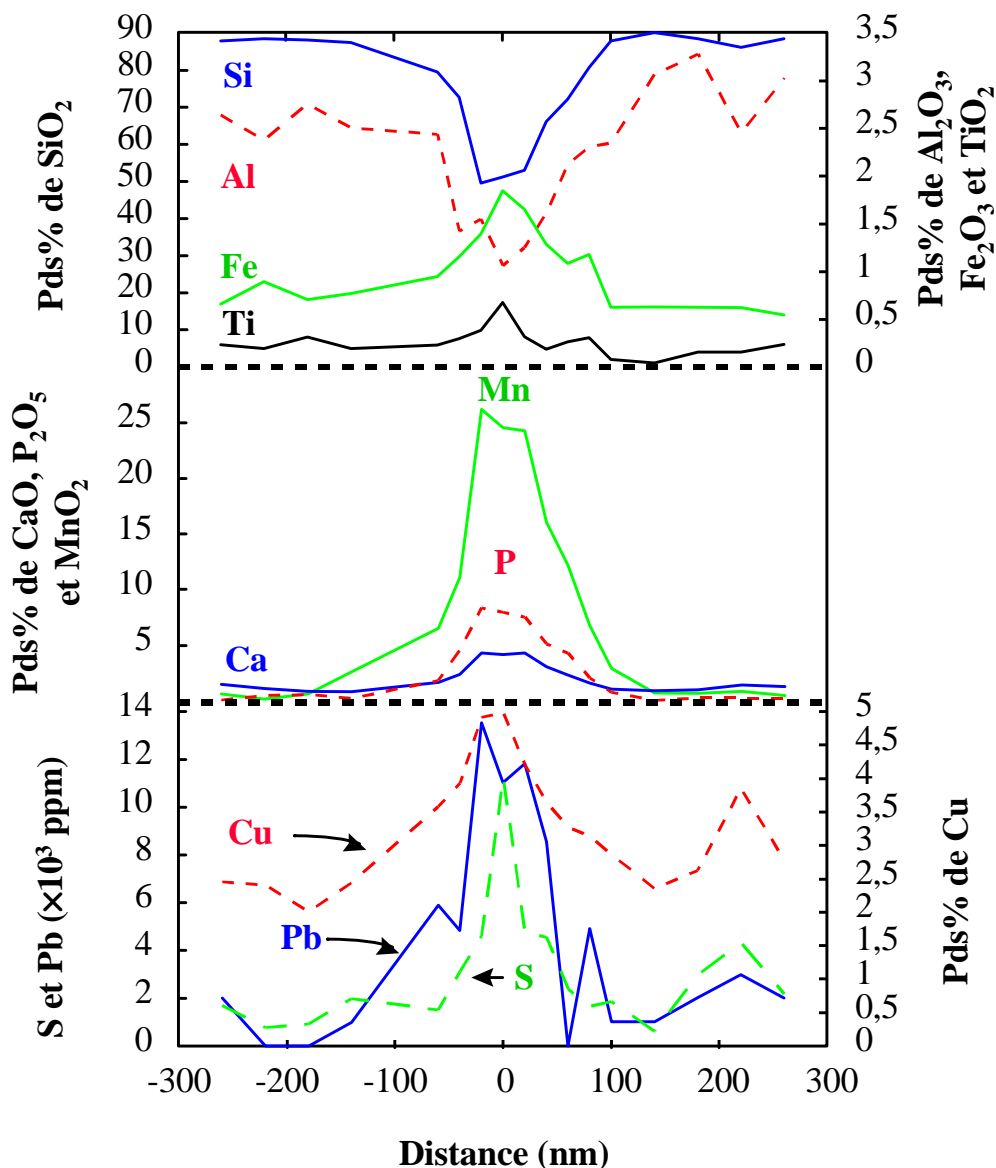 Pds% de SiO2
90
80
70
60
50
40
30
20
10
0
Si
Al
Fe
Ti
3,5
3
2,5
2
1,5
1
0,5
0
Pds% de Al2O3,
Fe2O3 et TiO2
Pds% de CaO, P2O5
et MnO2
25
20
15
10
5
Mn
P
Ca
S et Pb (×10³ ppm)
14
12
10
8
6
4
2
0
Cu
Pb
S
5
4,5
4
3,5
3
2,5
2
1,5
1
0,5
0
Pds% de Cu
-300 -200 -100 0 100 200 300
Distance (nm)